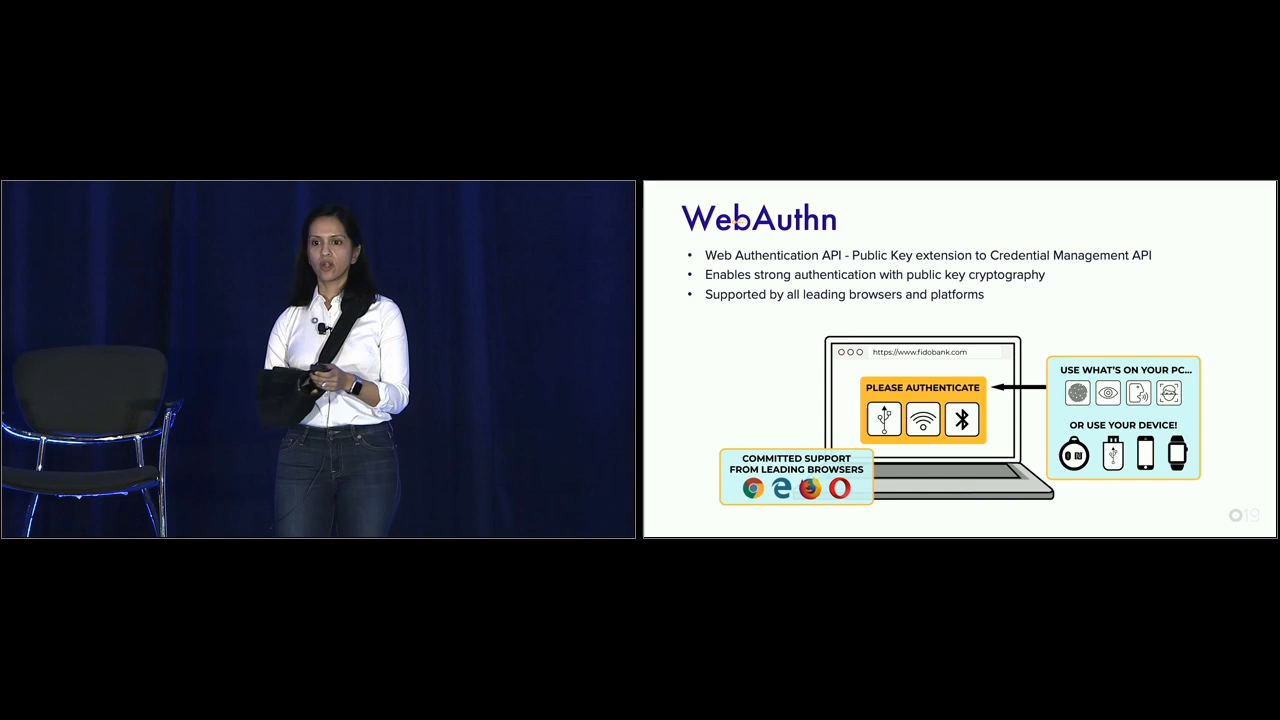 WebAuthn
• Web Authentication API - Public Key extension to Credential Management API
• Enables strong authentication with public key cryptography
• Supported by all leading browsers and platforms
https://www.fidobank.com
PLEASE AUTHENTICATE
USE WHAT'S ON YOUR PC...
OR USE YOUR DEVICE!
COMMITTED SUPPORT
FROM LEADING BROWSERS
O19